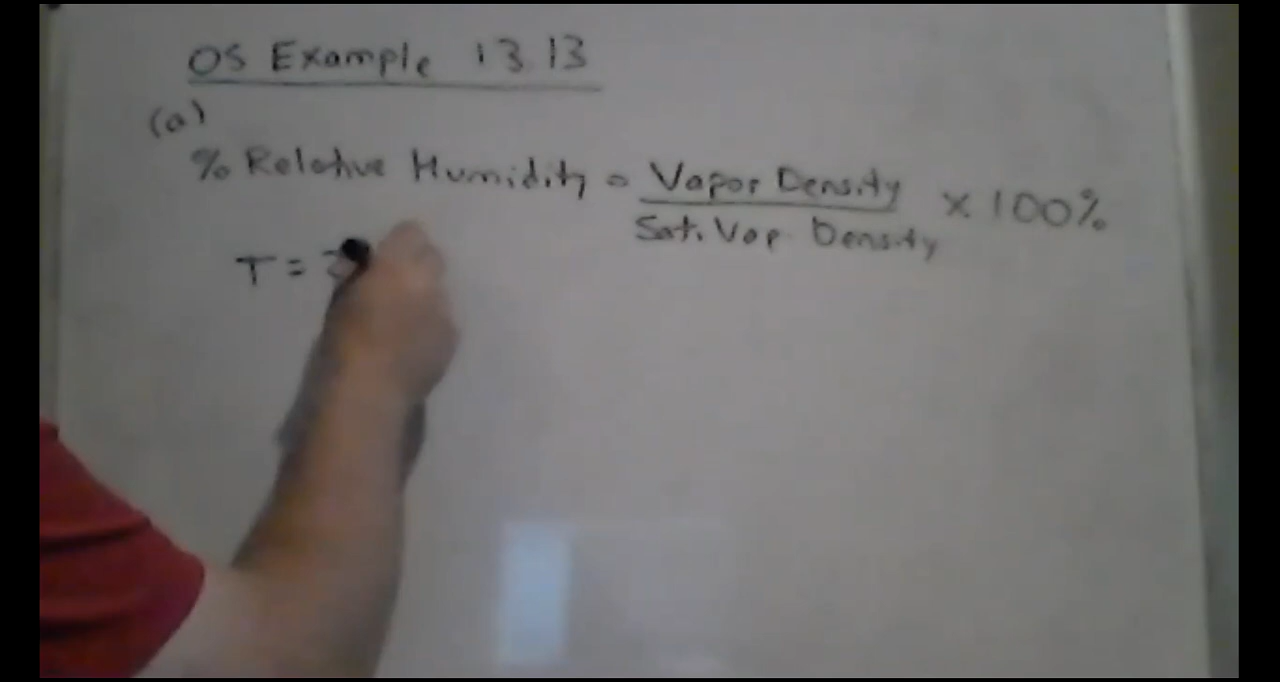 OS Example 13.13
(a)
% Relative Humidity = Vapor Density × 100%
Sat. Vap. Density
T =